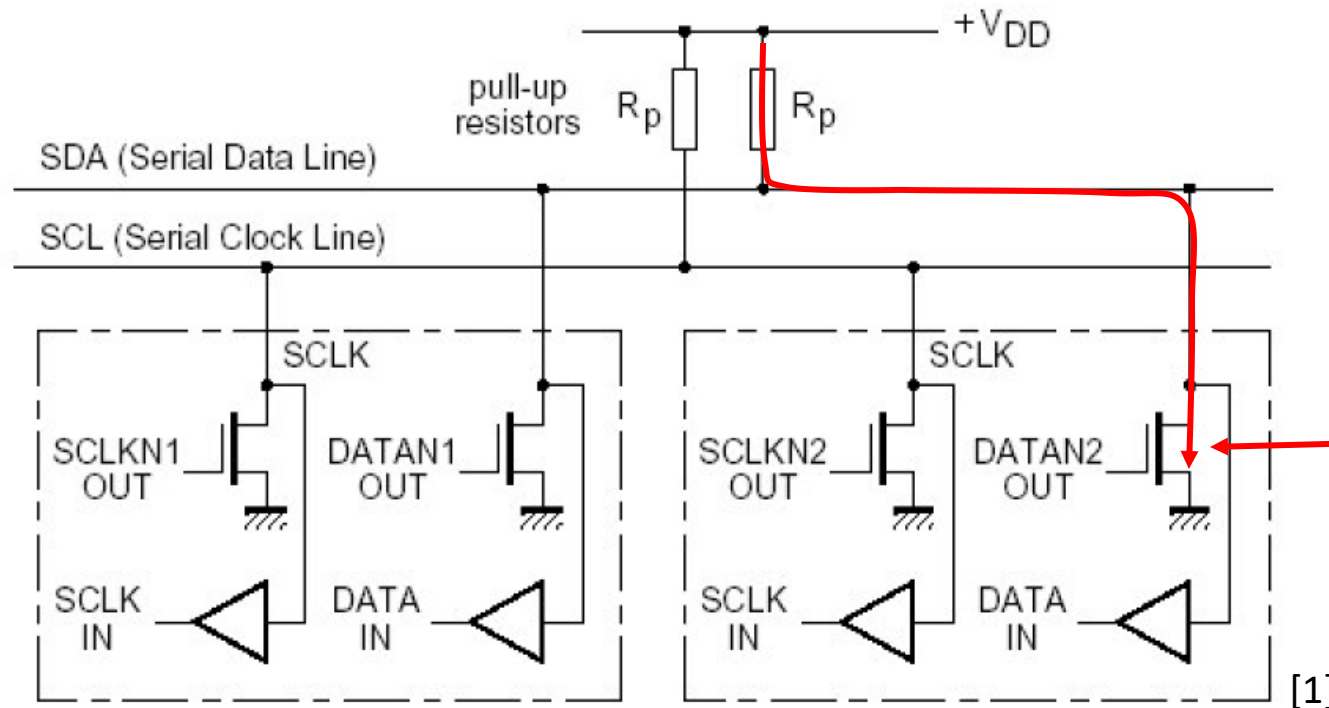 +VDD
pull-up
resistors
Rp
Rp
SDA (Serial Data Line)
SCL (Serial Clock Line)
SCLK
SCLK
SCLKN1
OUT
DATAN1
OUT
SCLKN2
OUT
DATAN2
OUT
SCLK
IN
DATA
IN
SCLK
IN
DATA
IN
[1]